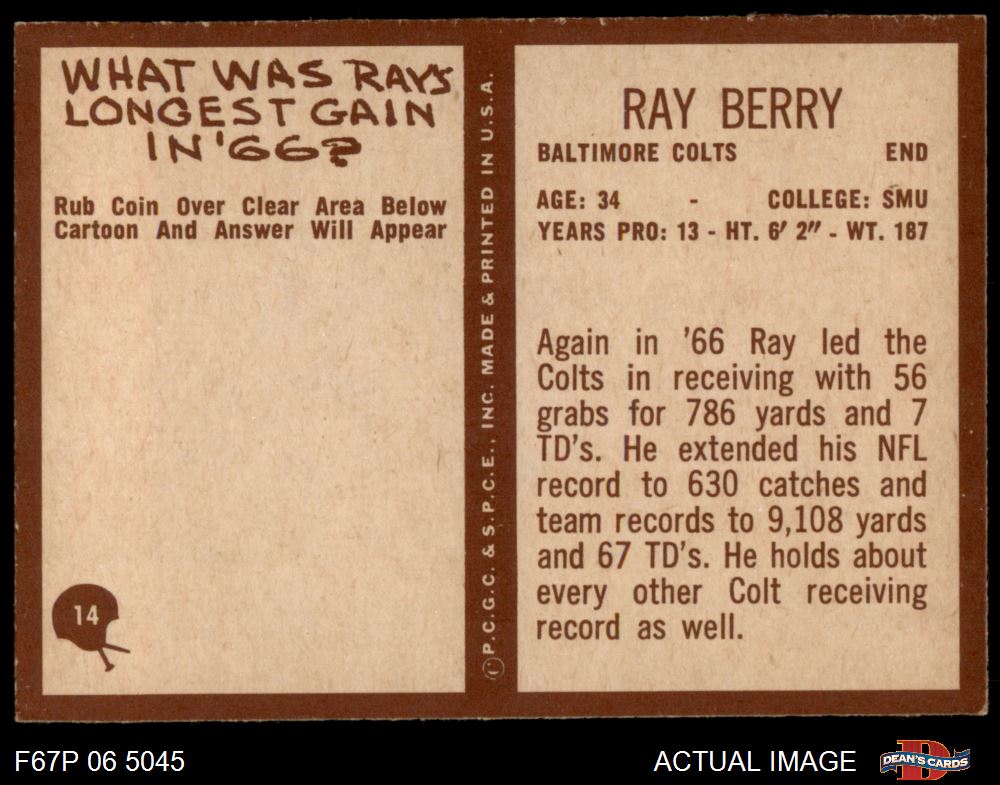 WHAT WAS RAY'S
LONGEST GAIN
IN '66?
Rub Coin Over Clear Area Below
Cartoon And Answer Will Appear
14
©P.C.G.C. & S.P.C.E., INC. MADE & PRINTED IN U.S.A.
RAY BERRY
BALTIMORE COLTS END
AGE: 34 - COLLEGE: SMU
YEARS PRO: 13 - HT. 6' 2" - WT. 187
Again in '66 Ray led the
Colts in receiving with 56
grabs for 786 yards and 7
TD's. He extended his NFL
record to 630 catches and
team records to 9,108 yards
and 67 TD's. He holds about
every other Colt receiving
record as well.
F67P 06 5045
ACTUAL IMAGE
D
DEAN'S CARDS